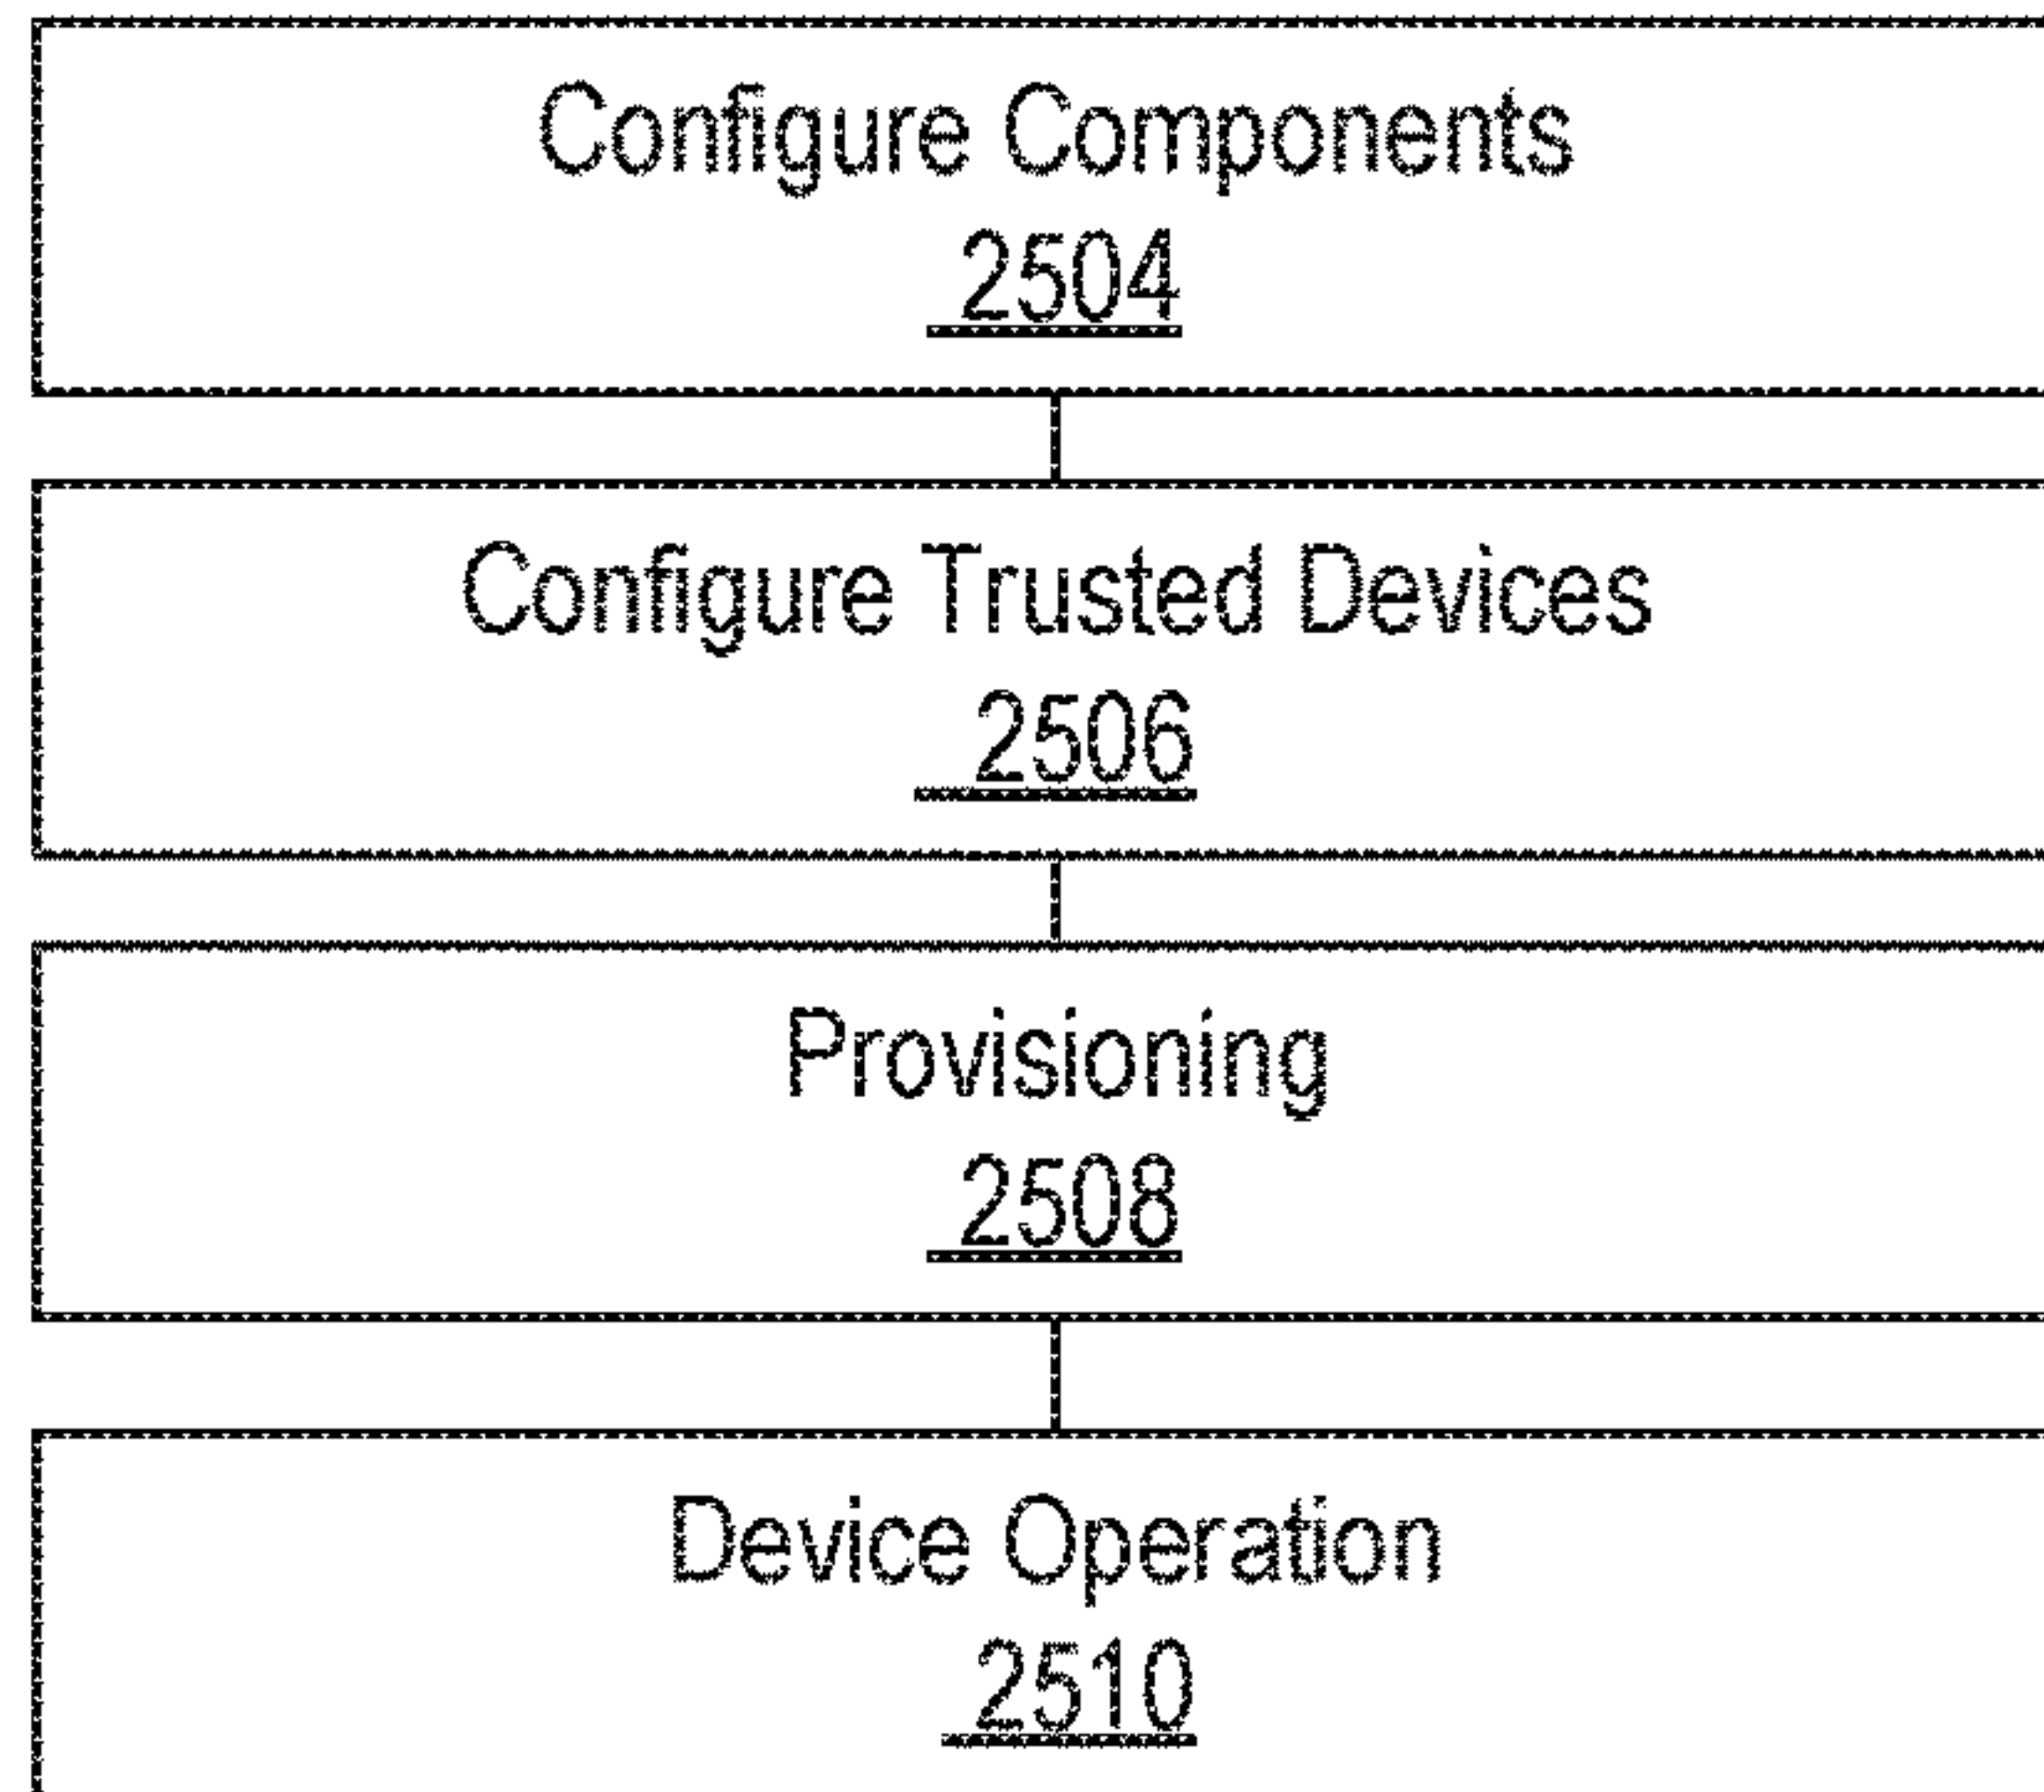 Configure Components
2504
Configure Trusted Devices
2506
Provisioning
2508
Device Operation
2510